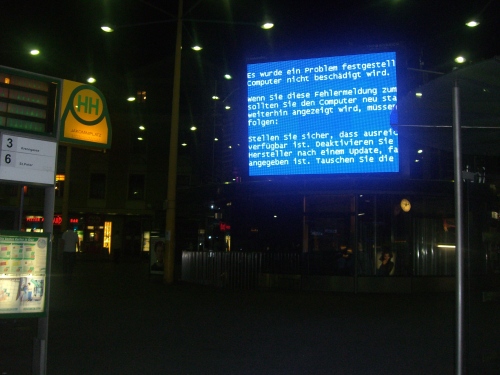 Es wurde ein Problem festgestell
Computer nicht beschädigt wird.
Wenn Sie diese Fehlermeldung zum
sollten Sie den Computer neu sta
weiterhin angezeigt wird, müssen
folgen:
Stellen Sie sicher, dass ausreic
verfügbar ist. Deaktivieren Sie
Hersteller nach einem Update, fa
angegeben ist. Tauschen Sie die
HH
3
6